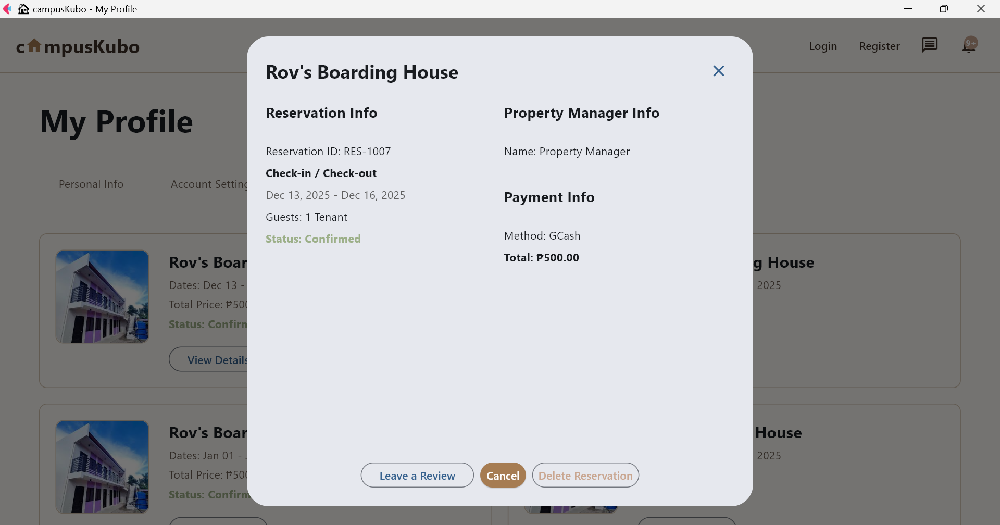 campusKubo - My Profile
c mpusKubo
Login
Register
9+
My Profile
Personal Info
Account Setting
Rov's Boarding House
Reservation Info
Reservation ID: RES-1007
Check-in / Check-out
Dec 13, 2025 - Dec 16, 2025
Guests: 1 Tenant
Status: Confirmed
Property Manager Info
Name: Property Manager
Payment Info
Method: GCash
Total: ₱500.00
Leave a Review
Cancel
Delete Reservation
Rov's Boar
Dates: Dec 13 -
Total Price: ₱500
Status: Confirm
View Details
g House
2025
Rov's Boar
Dates: Jan 01 -
Total Price: ₱500
Status: Confirm
House
2025